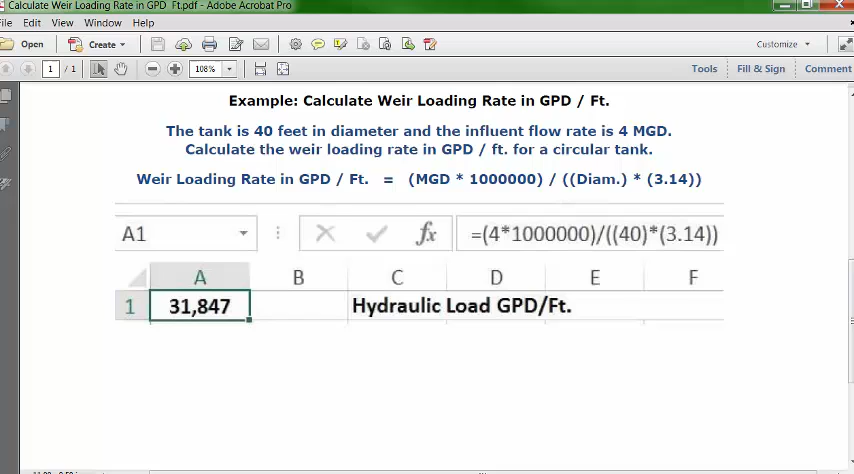 Calculate Weir Loading Rate in GPD Ft.pdf - Adobe Acrobat Pro
File Edit View Window Help
Open Create Customize
1 / 1 108% Tools Fill & Sign Comment
Example: Calculate Weir Loading Rate in GPD / Ft.
The tank is 40 feet in diameter and the influent flow rate is 4 MGD.
Calculate the weir loading rate in GPD / ft. for a circular tank.
Weir Loading Rate in GPD / Ft. = (MGD * 1000000) / ((Diam.) * (3.14))
A1 fx =(4*1000000)/((40)*(3.14))
A B C D E F
1 31,847 Hydraulic Load GPD/Ft.